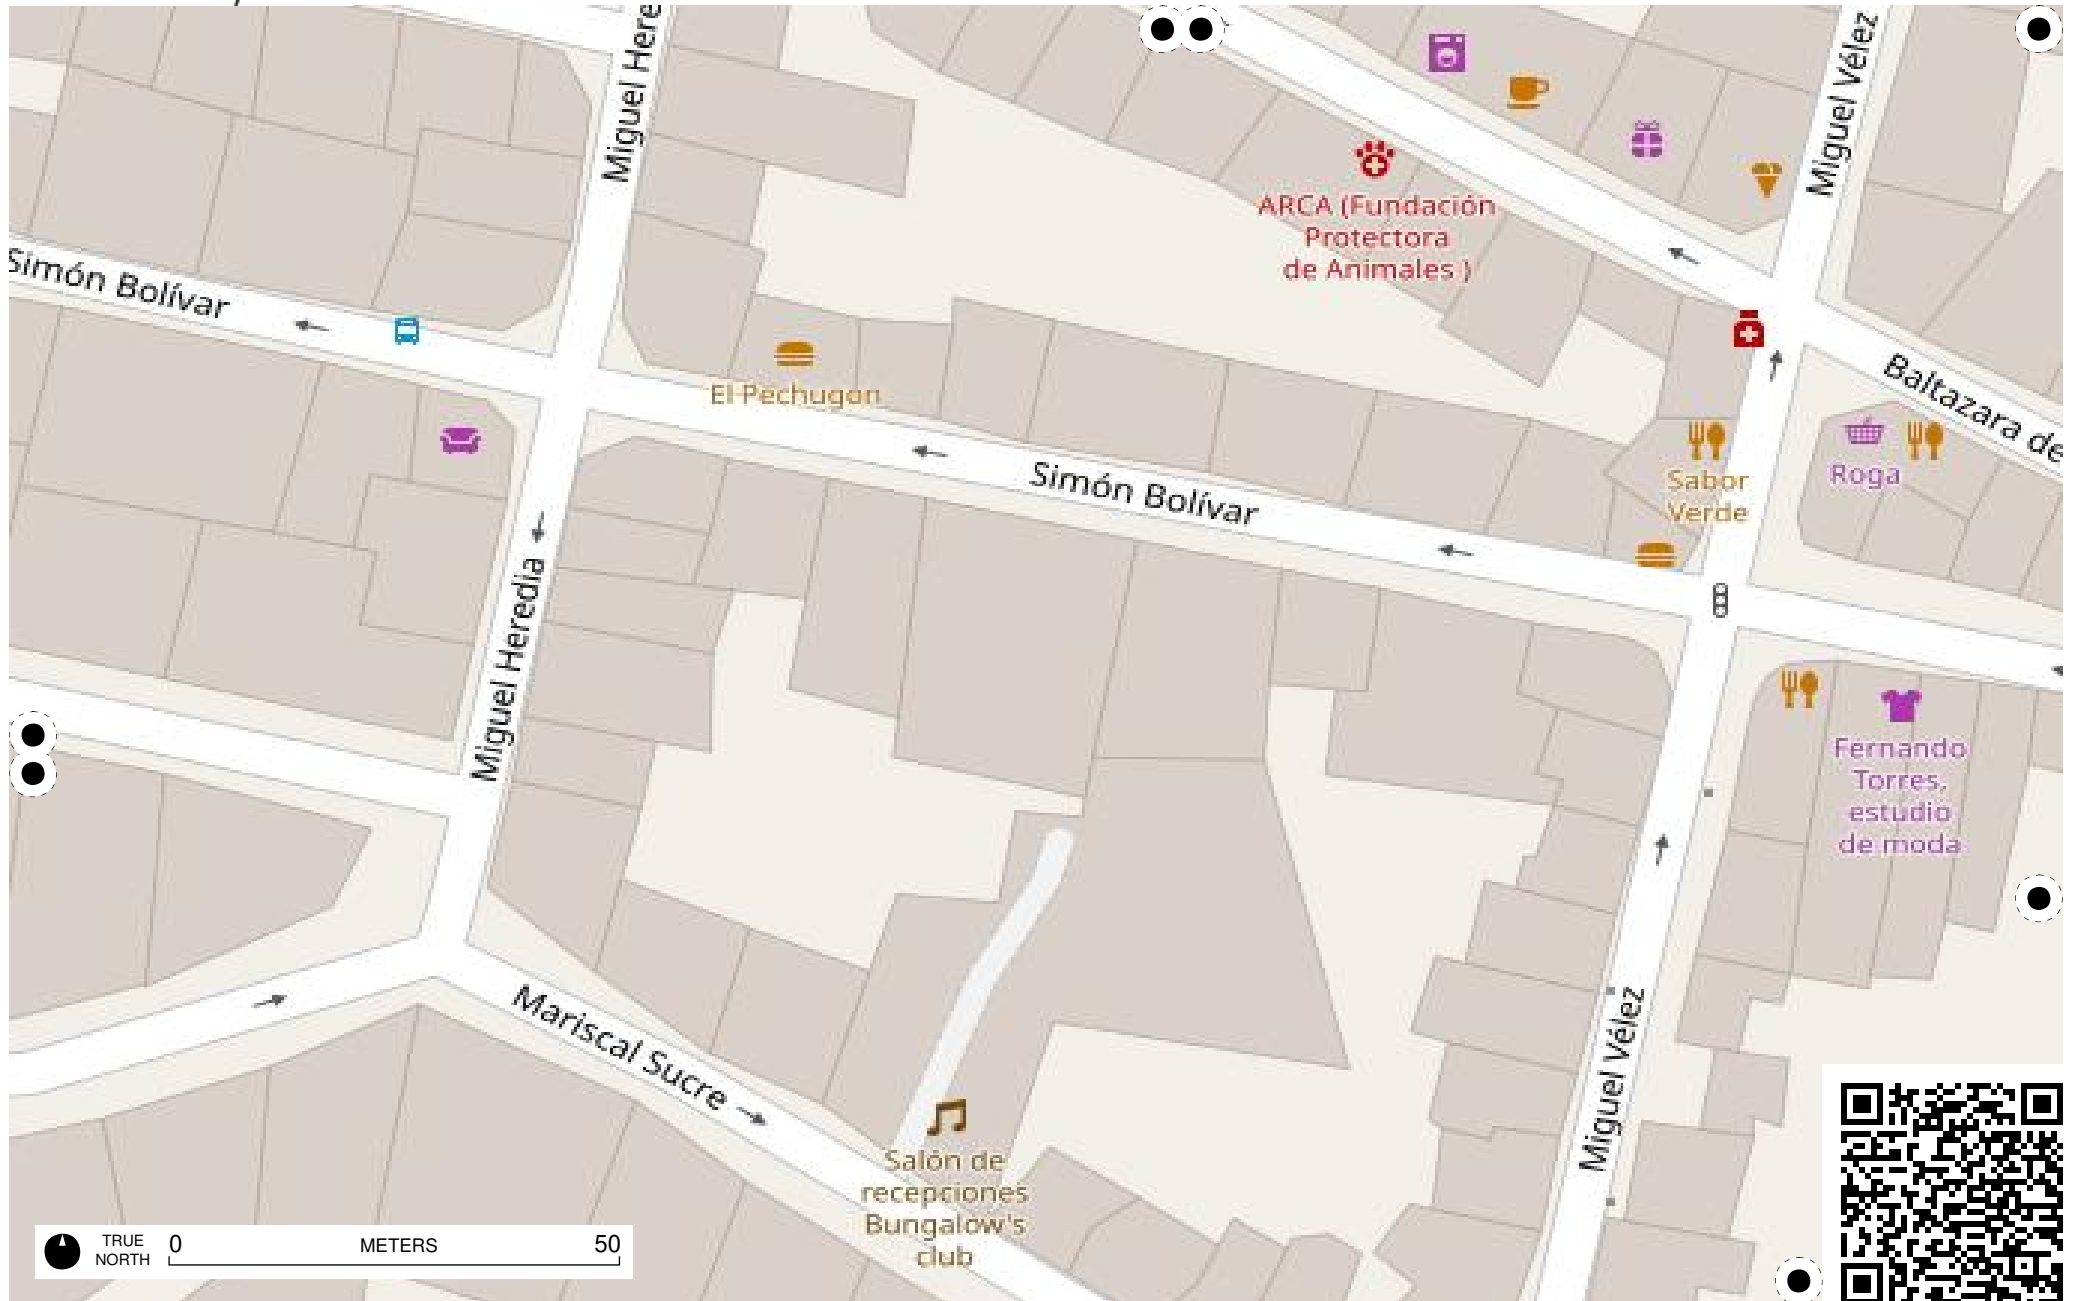 Miguel Here
Miguel Vélez
ARCA (Fundación
Protectora
de Animales )
Simón Bolívar
El Pechugon
Baltazara de
Sabor
Verde
Roga
Simón Bolívar
Miguel Heredia
Fernando
Torres,
estudio
de moda
Mariscal Sucre
Miguel Vélez
Salón de
recepciones
Bungalow's
club
TRUE
NORTH
0 METERS 50